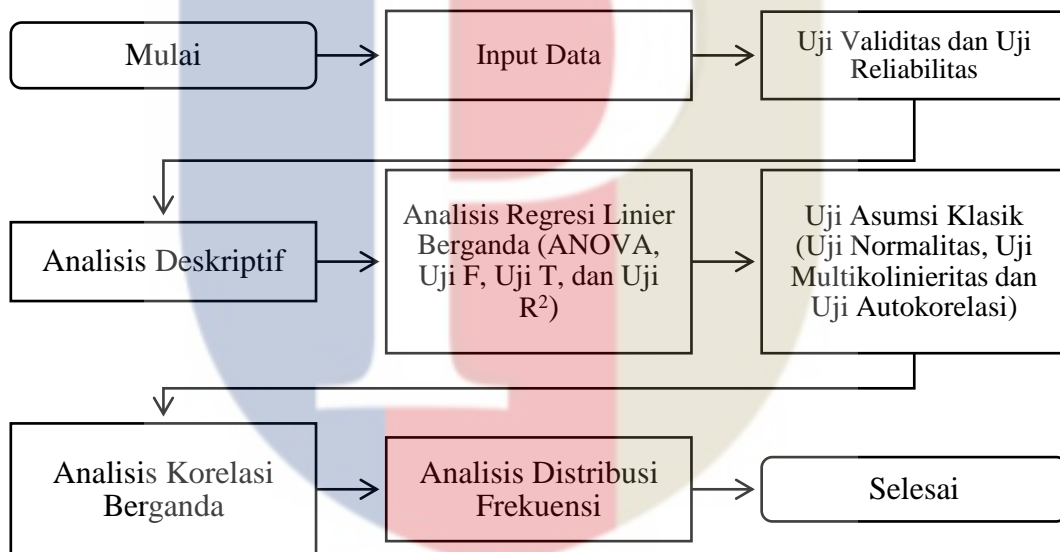 Mulai
Input Data
Uji Validitas dan Uji
Reliabilitas
Analisis Deskriptif
Analisis Regresi Linier
Berganda (ANOVA,
Uji F, Uji T, dan Uji
R²)
Uji Asumsi Klasik
(Uji Normalitas, Uji
Multikolinieritas dan
Uji Autokorelasi)
Analisis Korelasi
Berganda
Analisis Distribusi
Frekuensi
Selesai